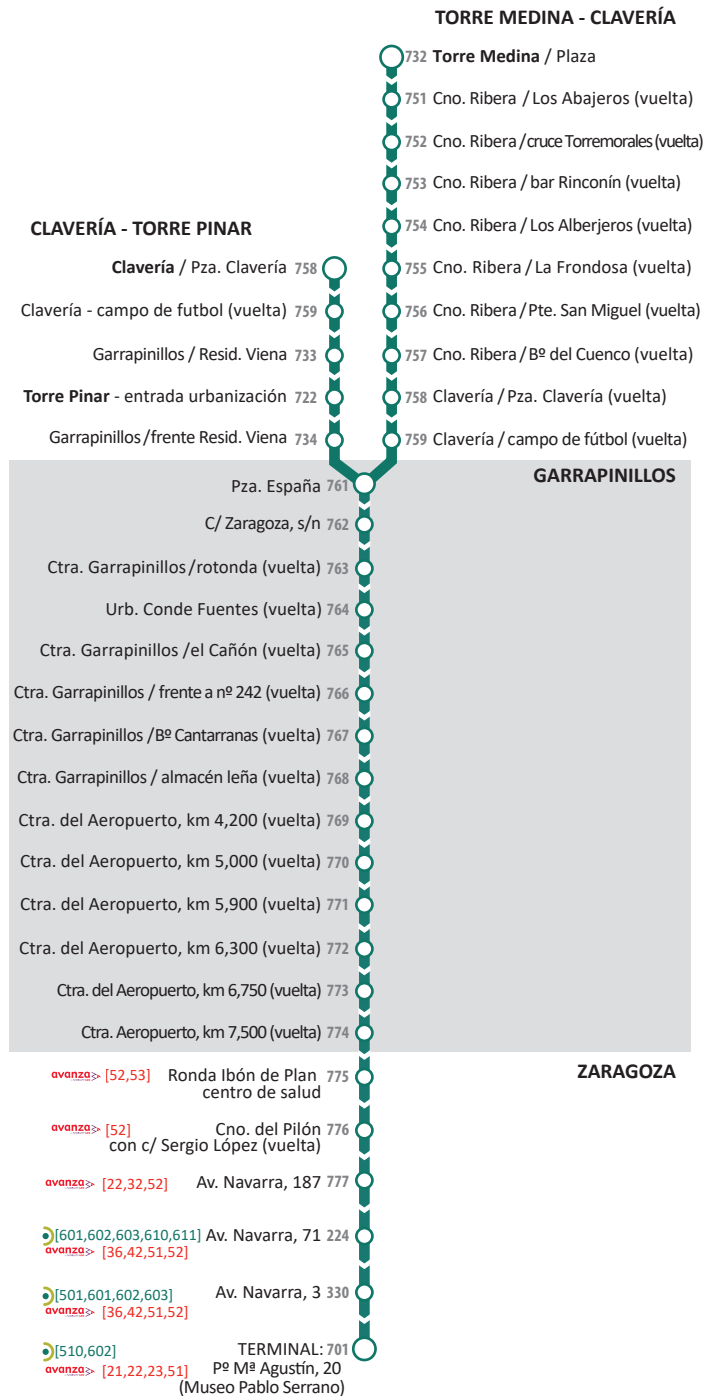 TORRE MEDINA - CLAVERÍA
732 Torre Medina / Plaza
751 Cno. Ribera / Los Abajeros (vuelta)
752 Cno. Ribera / cruce Torremorales (vuelta)
753 Cno. Ribera / bar Rinconín (vuelta)
754 Cno. Ribera / Los Alberjeros (vuelta)
755 Cno. Ribera / La Frondosa (vuelta)
756 Cno. Ribera / Pte. San Miguel (vuelta)
757 Cno. Ribera / Bº del Cuenco (vuelta)
758 Clavería / Pza. Clavería (vuelta)
759 Clavería / campo de fútbol (vuelta)
CLAVERÍA - TORRE PINAR
Clavería / Pza. Clavería 758
Clavería - campo de futbol (vuelta) 759
Garrapinillos / Resid. Viena 733
Torre Pinar - entrada urbanización 722
Garrapinillos / frente Resid. Viena 734
GARRAPINILLOS
Pza. España 761
C/ Zaragoza, s/n 762
Ctra. Garrapinillos / rotonda (vuelta) 763
Urb. Conde Fuentes (vuelta) 764
Ctra. Garrapinillos / el Cañón (vuelta) 765
Ctra. Garrapinillos / frente a nº 242 (vuelta) 766
Ctra. Garrapinillos / Bº Cantarranas (vuelta) 767
Ctra. Garrapinillos / almacén leña (vuelta) 768
Ctra. del Aeropuerto, km 4,200 (vuelta) 769
Ctra. del Aeropuerto, km 5,000 (vuelta) 770
Ctra. del Aeropuerto, km 5,900 (vuelta) 771
Ctra. del Aeropuerto, km 6,300 (vuelta) 772
Ctra. del Aeropuerto, km 6,750 (vuelta) 773
Ctra. Aeropuerto, km 7,500 (vuelta) 774
ZARAGOZA
avanza [52,53] Ronda Ibón de Plan 775
centro de salud
avanza [52] Cno. del Pilón 776
con c/ Sergio López (vuelta)
avanza [22,32,52] Av. Navarra, 187 777
[601,602,603,610,611] Av. Navarra, 71 224
avanza [36,42,51,52]
[501,601,602,603] Av. Navarra, 3 330
avanza [36,42,51,52]
[510,602] TERMINAL: 701
avanza [21,22,23,51] Pº Mª Agustín, 20
(Museo Pablo Serrano)